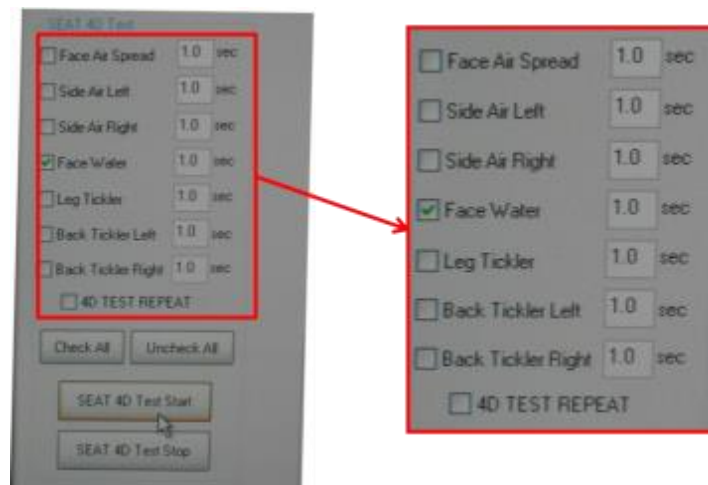 SEAT 4D Test
Face Air Spread 1.0 sec
Side Air Left 1.0 sec
Side Air Right 1.0 sec
Face Water 1.0 sec
Leg Tickler 1.0 sec
Back Tickler Left 1.0 sec
Back Tickler Right 1.0 sec
4D TEST REPEAT
Check All Uncheck All
SEAT 4D Test Start
SEAT 4D Test Stop
Face Air Spread 1.0 sec
Side Air Left 1.0 sec
Side Air Right 1.0 sec
Face Water 1.0 sec
Leg Tickler 1.0 sec
Back Tickler Left 1.0 sec
Back Tickler Right 1.0 sec
4D TEST REPEAT